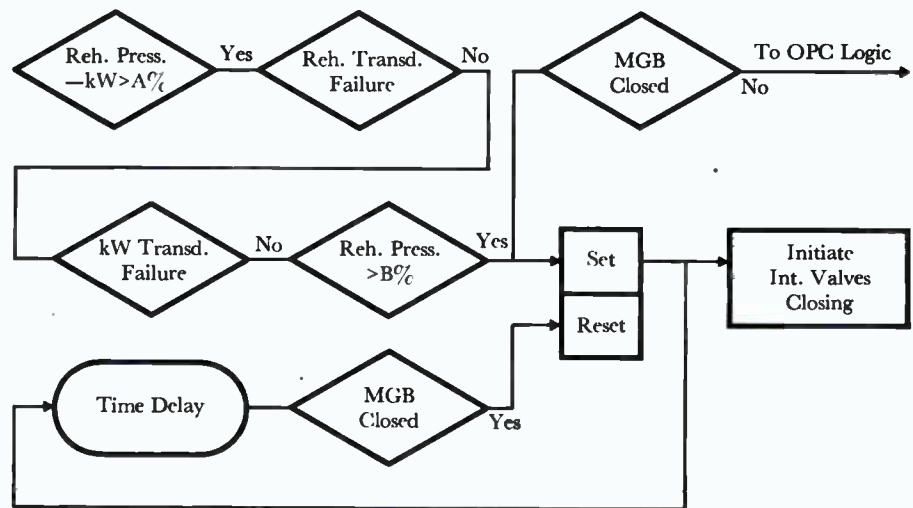 Reh. Press.
—kW>A%
Yes
Reh. Transd.
Failure
No
MGB
Closed
To OPC Logic
No
kW Transd.
Failure
No
Reh. Press.
>B%
Yes
Set
Reset
Initiate
Int. Valves
Closing
Time Delay
MGB
Closed
Yes